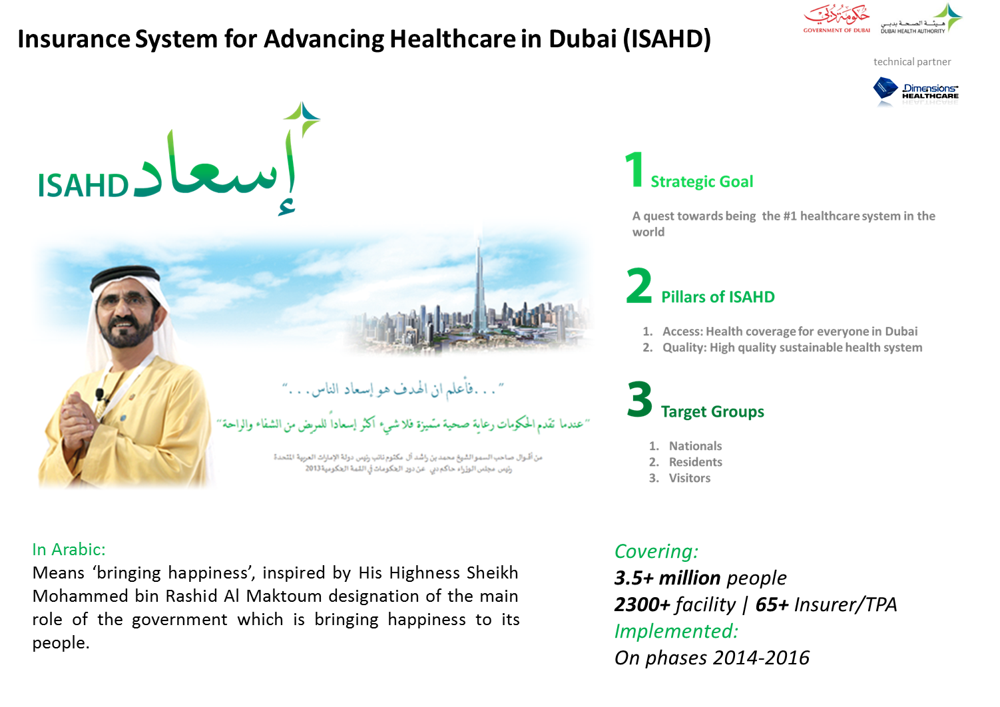 Insurance System for Advancing Healthcare in Dubai (ISAHD)
حكومة دبي
GOVERNMENT OF DUBAI
هيئة الصحة بدبي
DUBAI HEALTH AUTHORITY
technical partner
Dimensions
HEALTHCARE
ISAHD إسعاد
1 Strategic Goal
A quest towards being the #1 healthcare system in the
world
2 Pillars of ISAHD
1. Access: Health coverage for everyone in Dubai
2. Quality: High quality sustainable health system
3 Target Groups
1. Nationals
2. Residents
3. Visitors
"...فأعلم ان الهدف هو إسعاد الناس..."
"عندما تقدم الحكومات رعاية صحية متميزة فلا شيء اكثر إسعاداً للمريض من الشفاء والراحة"
من أقوال صاحب السمو الشيخ محمد بن راشد آل مكتوم نائب رئيس دولة الإمارات العربية المتحدة
رئيس مجلس الوزراء حاكم دبي عن دور الحكومات في القمة الحكومية 2013
In Arabic:
Means ‘bringing happiness’, inspired by His Highness Sheikh
Mohammed bin Rashid Al Maktoum designation of the main
role of the government which is bringing happiness to its
people.
Covering:
3.5+ million people
2300+ facility | 65+ Insurer/TPA
Implemented:
On phases 2014-2016